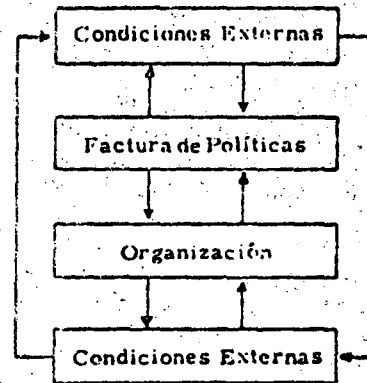 Condiciones Externas
Factura de Políticas
Organización
Condiciones Externas